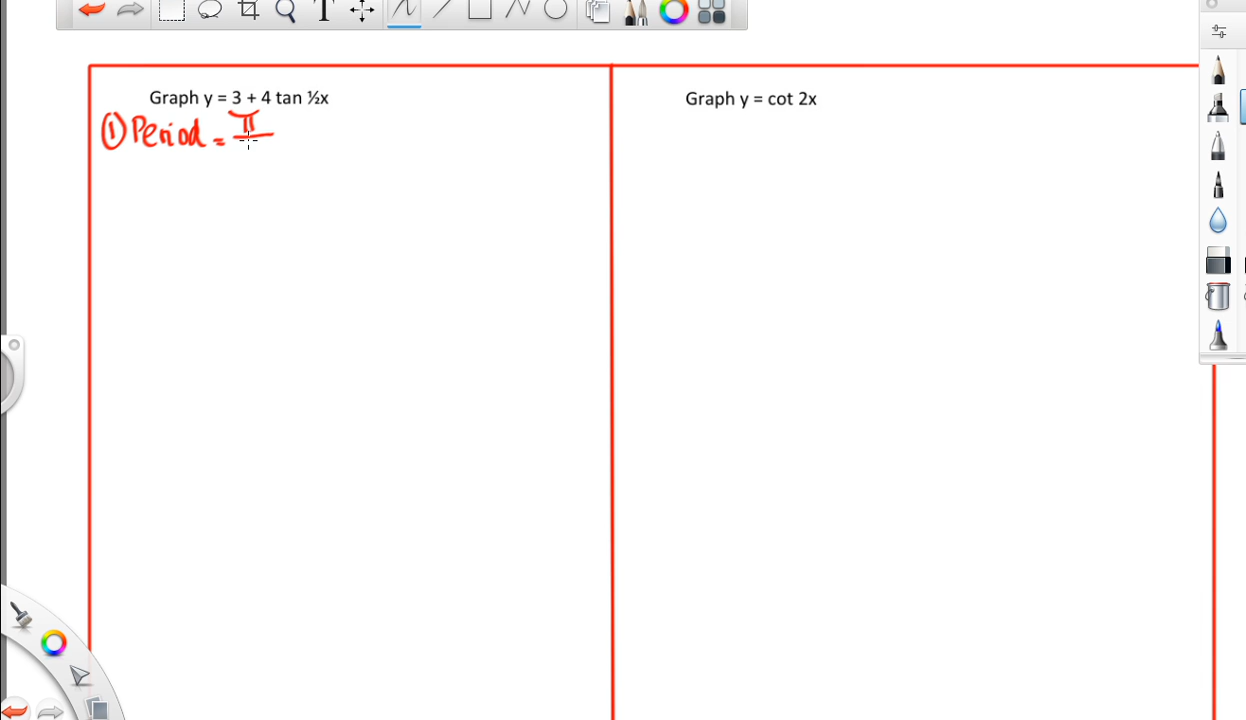 Graph y = 3 + 4 tan ½x
① Period = π
Graph y = cot 2x